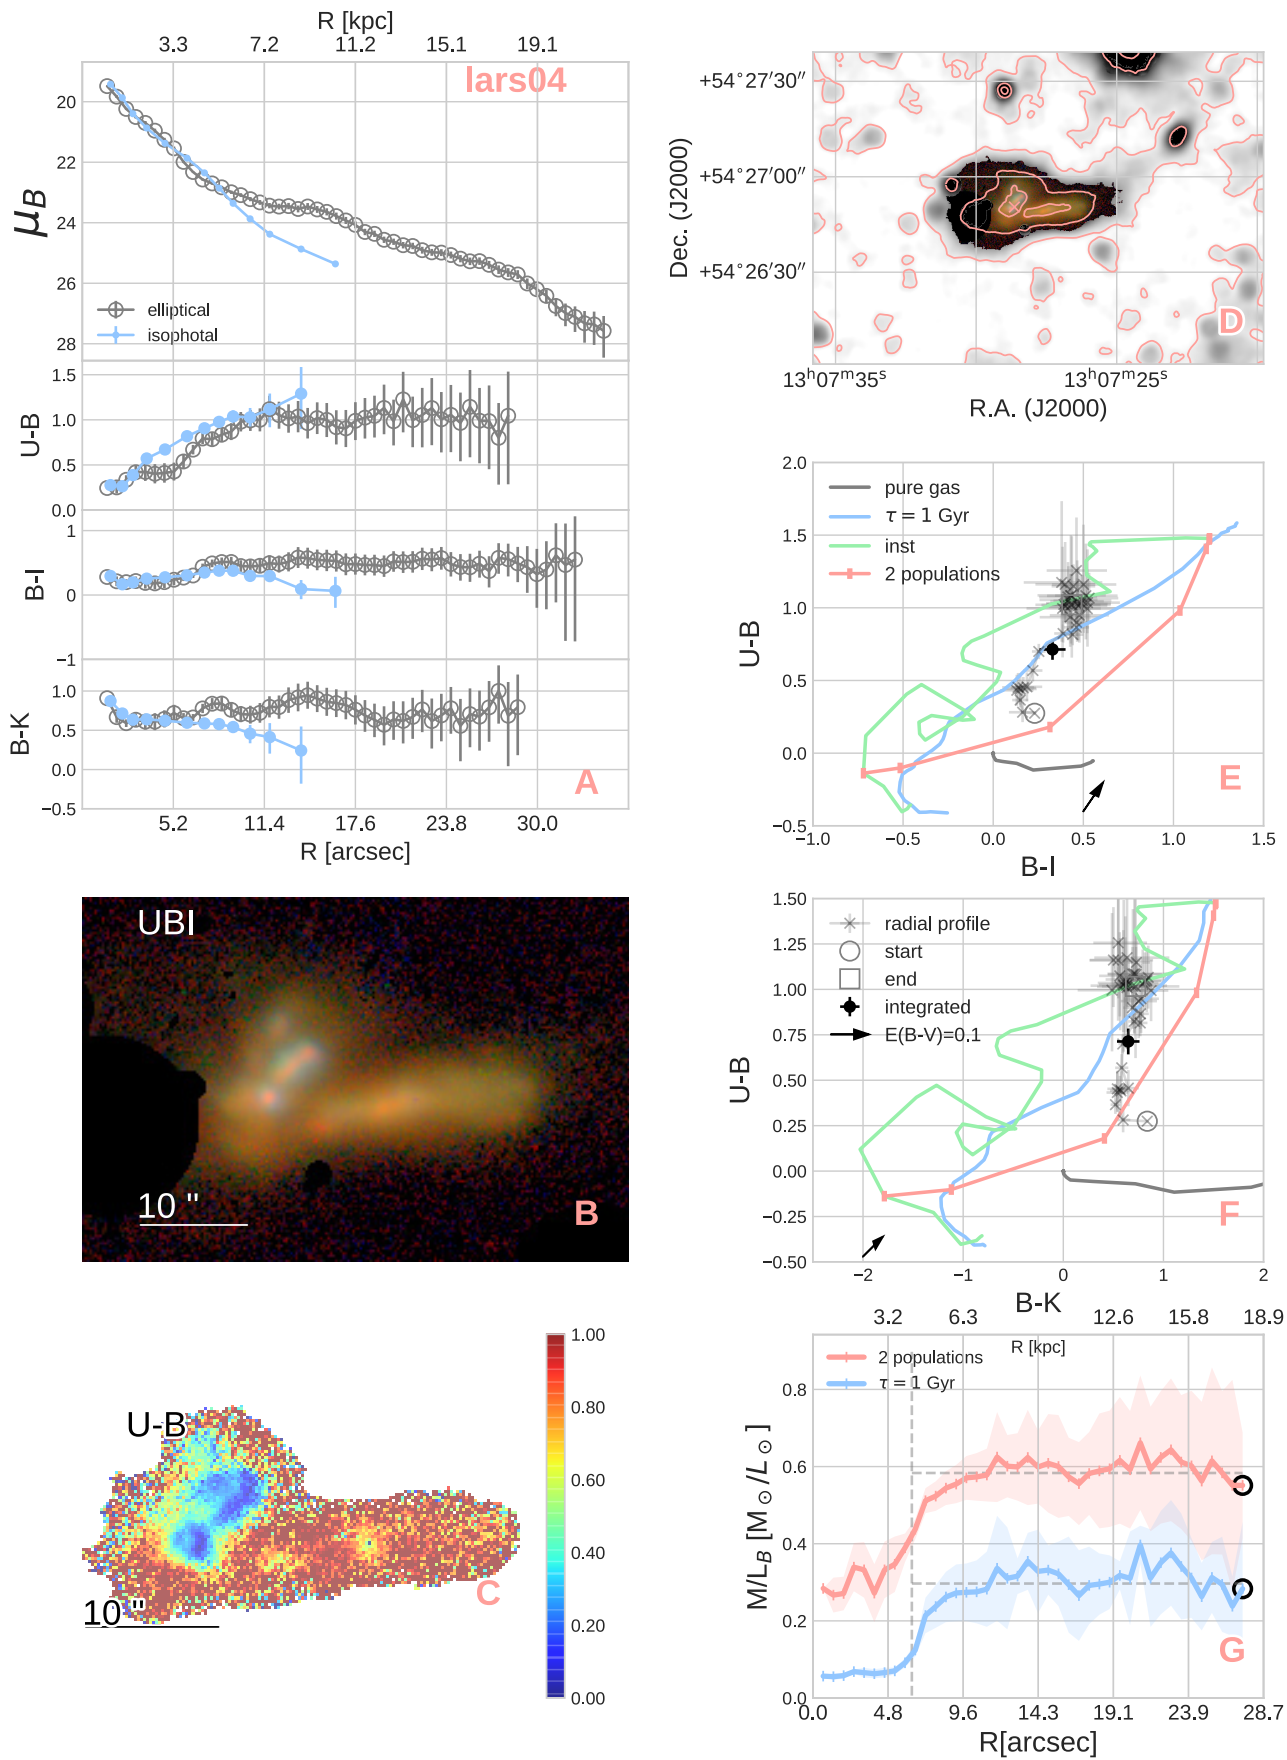 R [kpc]
3.3 7.2 11.2 15.1 19.1
lars04
20
22
24
26
28
μ_B
elliptical
isophotal
1.5
1.0
0.5
0.0
U-B
1
0
−1
B-I
1.0
0.5
0.0
−0.5
B-K
A
5.2 11.4 17.6 23.8 30.0
R [arcsec]
+54°27′30″
+54°27′00″
+54°26′30″
Dec. (J2000)
D
13ʰ07ᵐ35ˢ 13ʰ07ᵐ25ˢ
R.A. (J2000)
2.0
1.5
1.0
0.5
0.0
−0.5
U-B
pure gas
τ = 1 Gyr
inst
2 populations
E
−1.0 −0.5 0.0 0.5 1.0 1.5
B-I
UBI
10 "
B
1.50
1.25
1.00
0.75
0.50
0.25
0.00
−0.25
−0.50
U-B
radial profile
start
end
integrated
E(B-V)=0.1
F
−2 −1 0 1 2
B-K
U-B
10 "
C
1.00
0.80
0.60
0.40
0.20
0.00
3.2 6.3 12.6 15.8 18.9
R [kpc]
2 populations
τ = 1 Gyr
0.8
0.6
0.4
0.2
0.0
M/L_B [M_⊙/L_⊙]
G
0.0 4.8 9.6 14.3 19.1 23.9 28.7
R[arcsec]